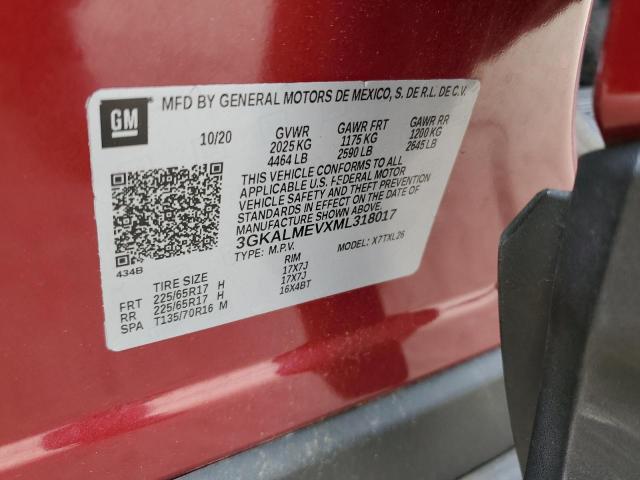 GM
MFD BY GENERAL MOTORS DE MEXICO, S. DE R.L. DE C.V.
10/20 GVWR GAWR FRT GAWR RR
2025 KG 1175 KG 1200 KG
4464 LB 2590 LB 2645 LB
THIS VEHICLE CONFORMS TO ALL
APPLICABLE U.S. FEDERAL MOTOR
VEHICLE SAFETY AND THEFT PREVENTION
STANDARDS IN EFFECT ON THE DATE OF
MANUFACTURE SHOWN ABOVE.
3GKALMEVXML318017
TYPE: M.P.V. MODEL: X7TXL26
434B
TIRE SIZE RIM
FRT 225/65R17 H 17X7J
RR 225/65R17 H 17X7J
SPA T135/70R16 M 16X4BT